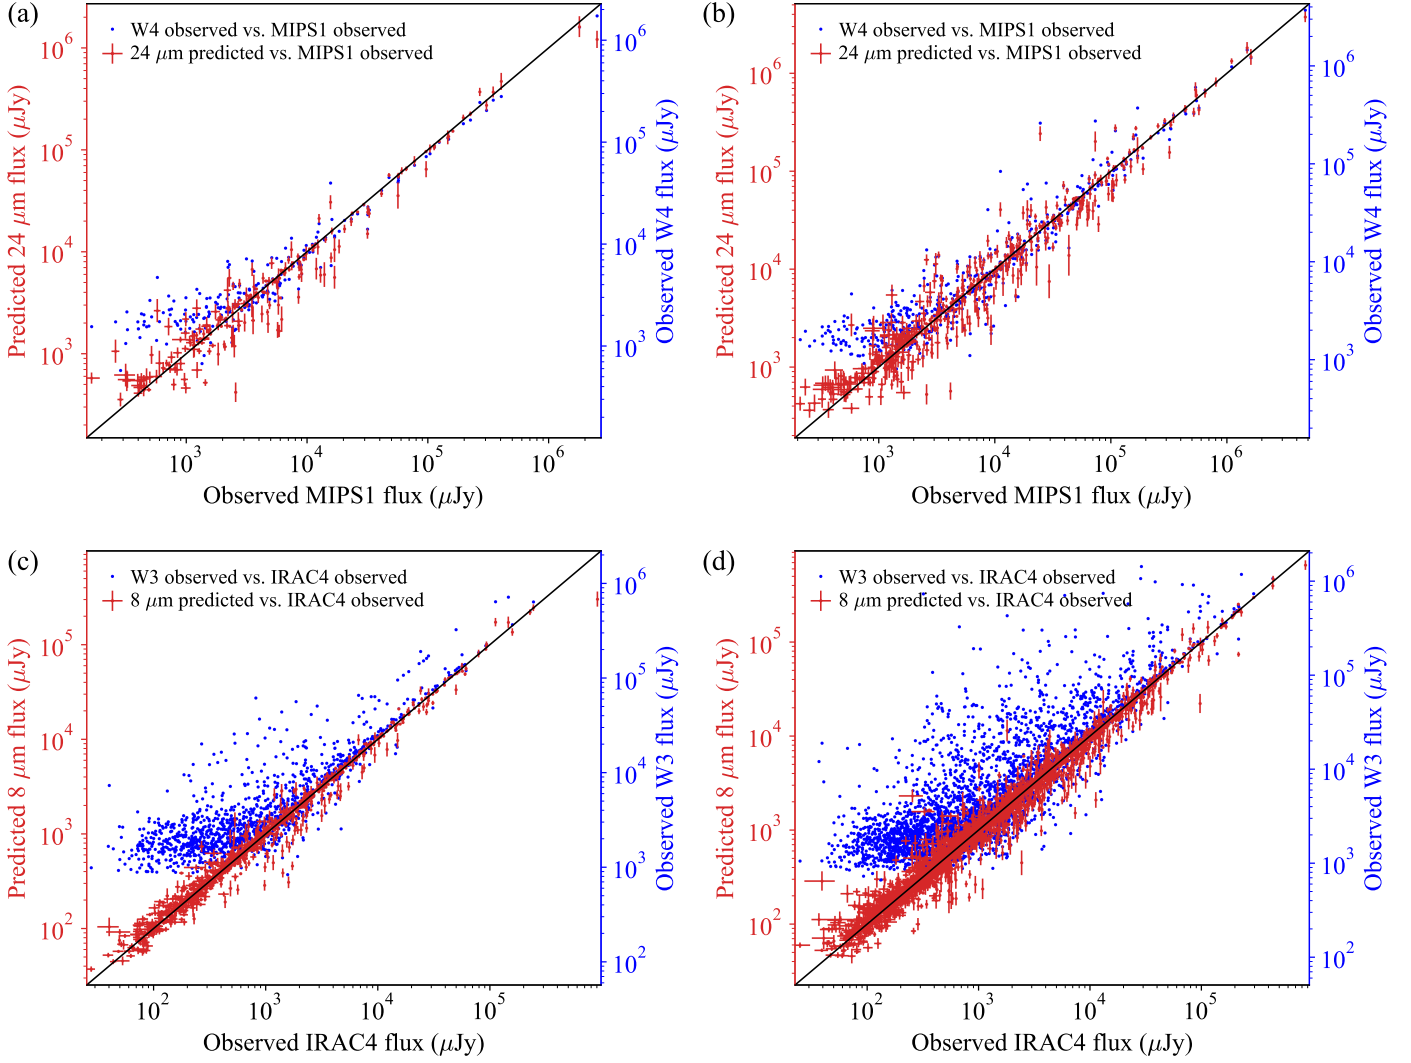 (a)
W4 observed vs. MIPS1 observed
24 μm predicted vs. MIPS1 observed
Predicted 24 μm flux (μJy)
10^6
10^5
10^4
10^3
Observed W4 flux (μJy)
10^6
10^5
10^4
10^3
10^3 10^4 10^5 10^6
Observed MIPS1 flux (μJy)
(b)
W4 observed vs. MIPS1 observed
24 μm predicted vs. MIPS1 observed
Predicted 24 μm flux (μJy)
10^6
10^5
10^4
10^3
Observed W4 flux (μJy)
10^6
10^5
10^4
10^3
10^3 10^4 10^5 10^6
Observed MIPS1 flux (μJy)
(c)
W3 observed vs. IRAC4 observed
8 μm predicted vs. IRAC4 observed
Predicted 8 μm flux (μJy)
10^5
10^4
10^3
10^2
Observed W3 flux (μJy)
10^6
10^5
10^4
10^3
10^2
10^2 10^3 10^4 10^5
Observed IRAC4 flux (μJy)
(d)
W3 observed vs. IRAC4 observed
8 μm predicted vs. IRAC4 observed
Predicted 8 μm flux (μJy)
10^5
10^4
10^3
10^2
Observed W3 flux (μJy)
10^6
10^5
10^4
10^3
10^2
10^2 10^3 10^4 10^5
Observed IRAC4 flux (μJy)